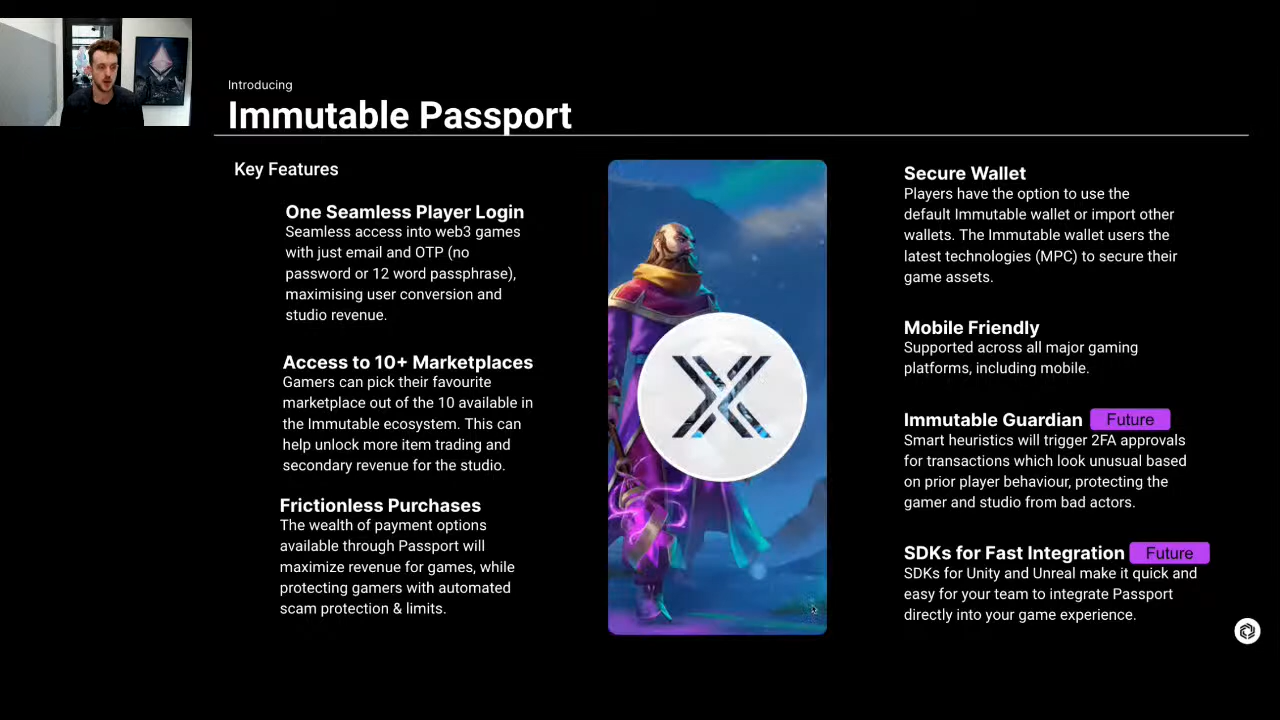 Introducing
Immutable Passport
Key Features
One Seamless Player Login
Seamless access into web3 games
with just email and OTP (no
password or 12 word passphrase),
maximising user conversion and
studio revenue.
Access to 10+ Marketplaces
Gamers can pick their favourite
marketplace out of the 10 available in
the Immutable ecosystem. This can
help unlock more item trading and
secondary revenue for the studio.
Frictionless Purchases
The wealth of payment options
available through Passport will
maximize revenue for games, while
protecting gamers with automated
scam protection & limits.
Secure Wallet
Players have the option to use the
default Immutable wallet or import other
wallets. The Immutable wallet users the
latest technologies (MPC) to secure their
game assets.
Mobile Friendly
Supported across all major gaming
platforms, including mobile.
Immutable Guardian Future
Smart heuristics will trigger 2FA approvals
for transactions which look unusual based
on prior player behaviour, protecting the
gamer and studio from bad actors.
SDKs for Fast Integration Future
SDKs for Unity and Unreal make it quick and
easy for your team to integrate Passport
directly into your game experience.